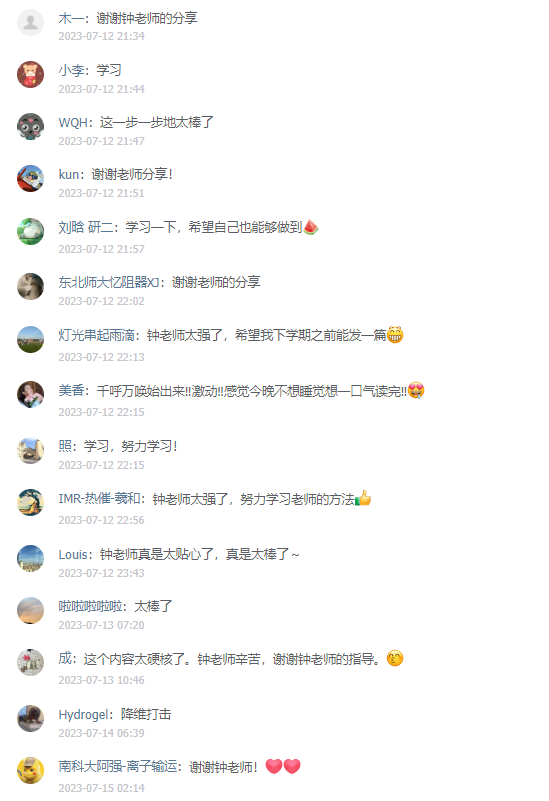 木一：谢谢钟老师的分享
2023-07-12 21:34
小李：学习
2023-07-12 21:44
WQH：这一步一步地太棒了
2023-07-12 21:47
kun：谢谢老师分享！
2023-07-12 21:51
刘晗 研二：学习一下，希望自己也能够做到🍉
2023-07-12 21:57
东北师大忆阻器XJ：谢谢老师的分享
2023-07-12 22:02
灯光串起雨滴：钟老师太强了，希望我下学期之前能发一篇😁
2023-07-12 22:13
美香：千呼万唤始出来!!激动!!感觉今晚不想睡觉想一口气读完!!😍
2023-07-12 22:15
照：学习，努力学习！
2023-07-12 22:15
IMR-热催-羲和：钟老师太强了，努力学习老师的方法👍
2023-07-12 22:56
Louis：钟老师真是太贴心了，真是太棒了～
2023-07-12 23:43
啦啦啦啦啦：太棒了
2023-07-13 07:20
成：这个内容太硬核了。钟老师辛苦，谢谢钟老师的指导。🤫
2023-07-13 10:46
Hydrogel：降维打击
2023-07-14 06:39
南科大阿强-离子输运：谢谢钟老师！❤❤
2023-07-15 02:14